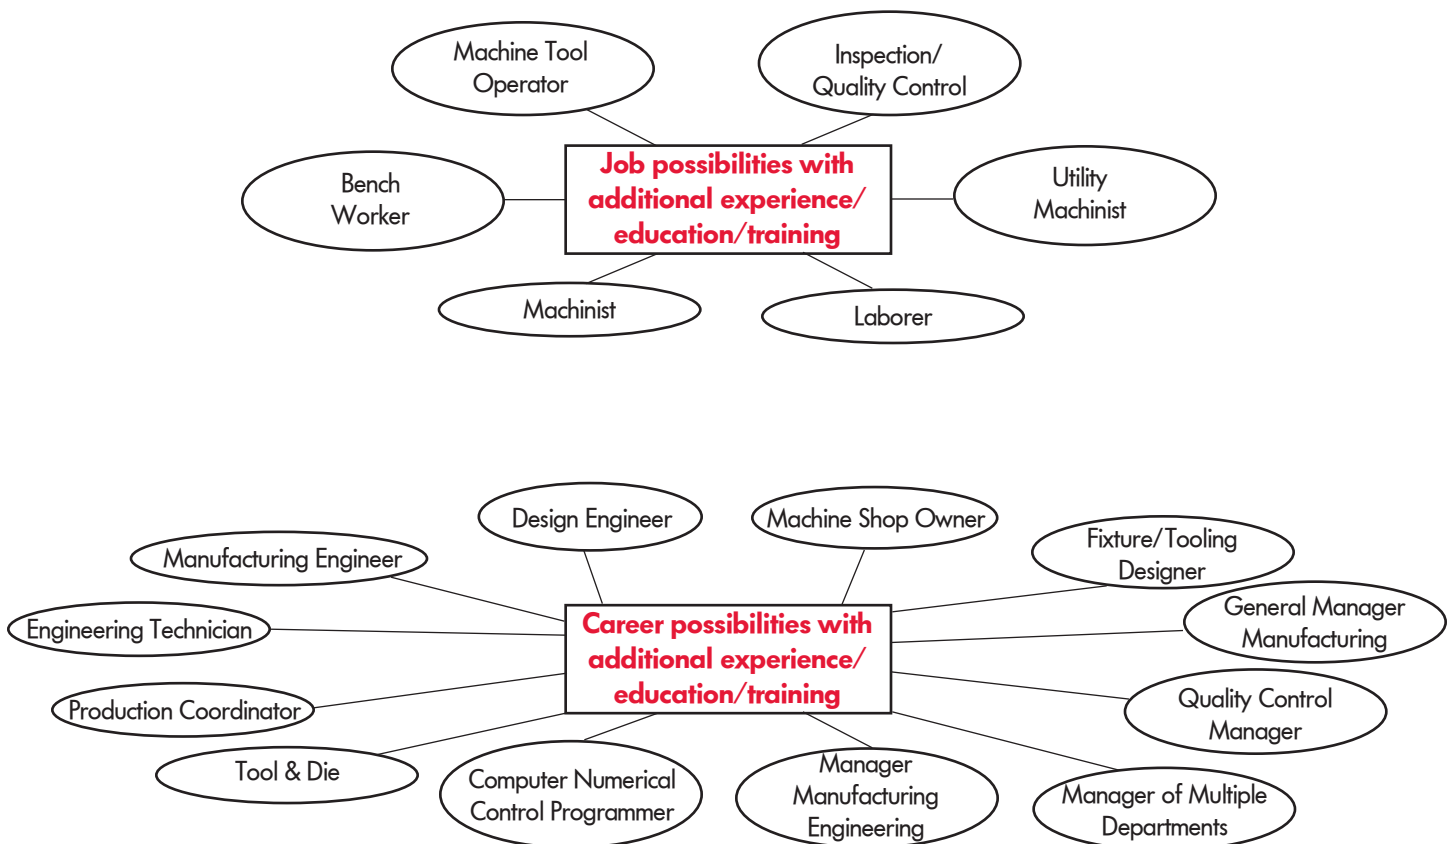 Machine Tool
Operator
Inspection/
Quality Control
Bench
Worker
Job possibilities with
additional experience/
education/training
Utility
Machinist
Machinist
Laborer
Design Engineer
Machine Shop Owner
Manufacturing Engineer
Fixture/Tooling
Designer
Engineering Technician
Career possibilities with
additional experience/
education/training
General Manager
Manufacturing
Production Coordinator
Quality Control
Manager
Tool & Die
Computer Numerical
Control Programmer
Manager
Manufacturing
Engineering
Manager of Multiple
Departments